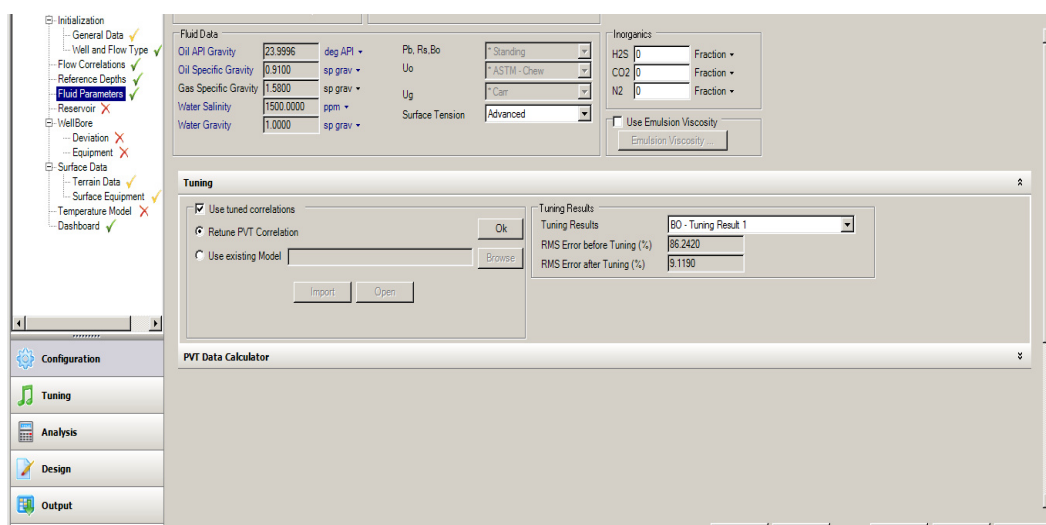 Initialization
General Data
Well and Flow Type
Flow Correlations
Reference Depths
Fluid Parameters
Reservoir
WellBore
Deviation
Equipment
Surface Data
Terrain Data
Surface Equipment
Temperature Model
Dashboard
Configuration
Tuning
Analysis
Design
Output
Fluid Data
Oil API Gravity 23.9996 deg API
Oil Specific Gravity 0.9100 sp grav
Gas Specific Gravity 1.5800 sp grav
Water Salinity 1500.0000 ppm
Water Gravity 1.0000 sp grav
Pb, Rs,Bo * Standing
Uo * ASTM - Chew
Ug * Carr
Surface Tension Advanced
Inorganics
H2S 0 Fraction
CO2 0 Fraction
N2 0 Fraction
Use Emulsion Viscosity
Emulsion Viscosity ...
Tuning
Use tuned correlations
Retune PVT Correlation Ok
Use existing Model Browse
Import Open
Tuning Results
Tuning Results BO - Tuning Result 1
RMS Error before Tuning (%) 86.2420
RMS Error after Tuning (%) 9.1190
PVT Data Calculator